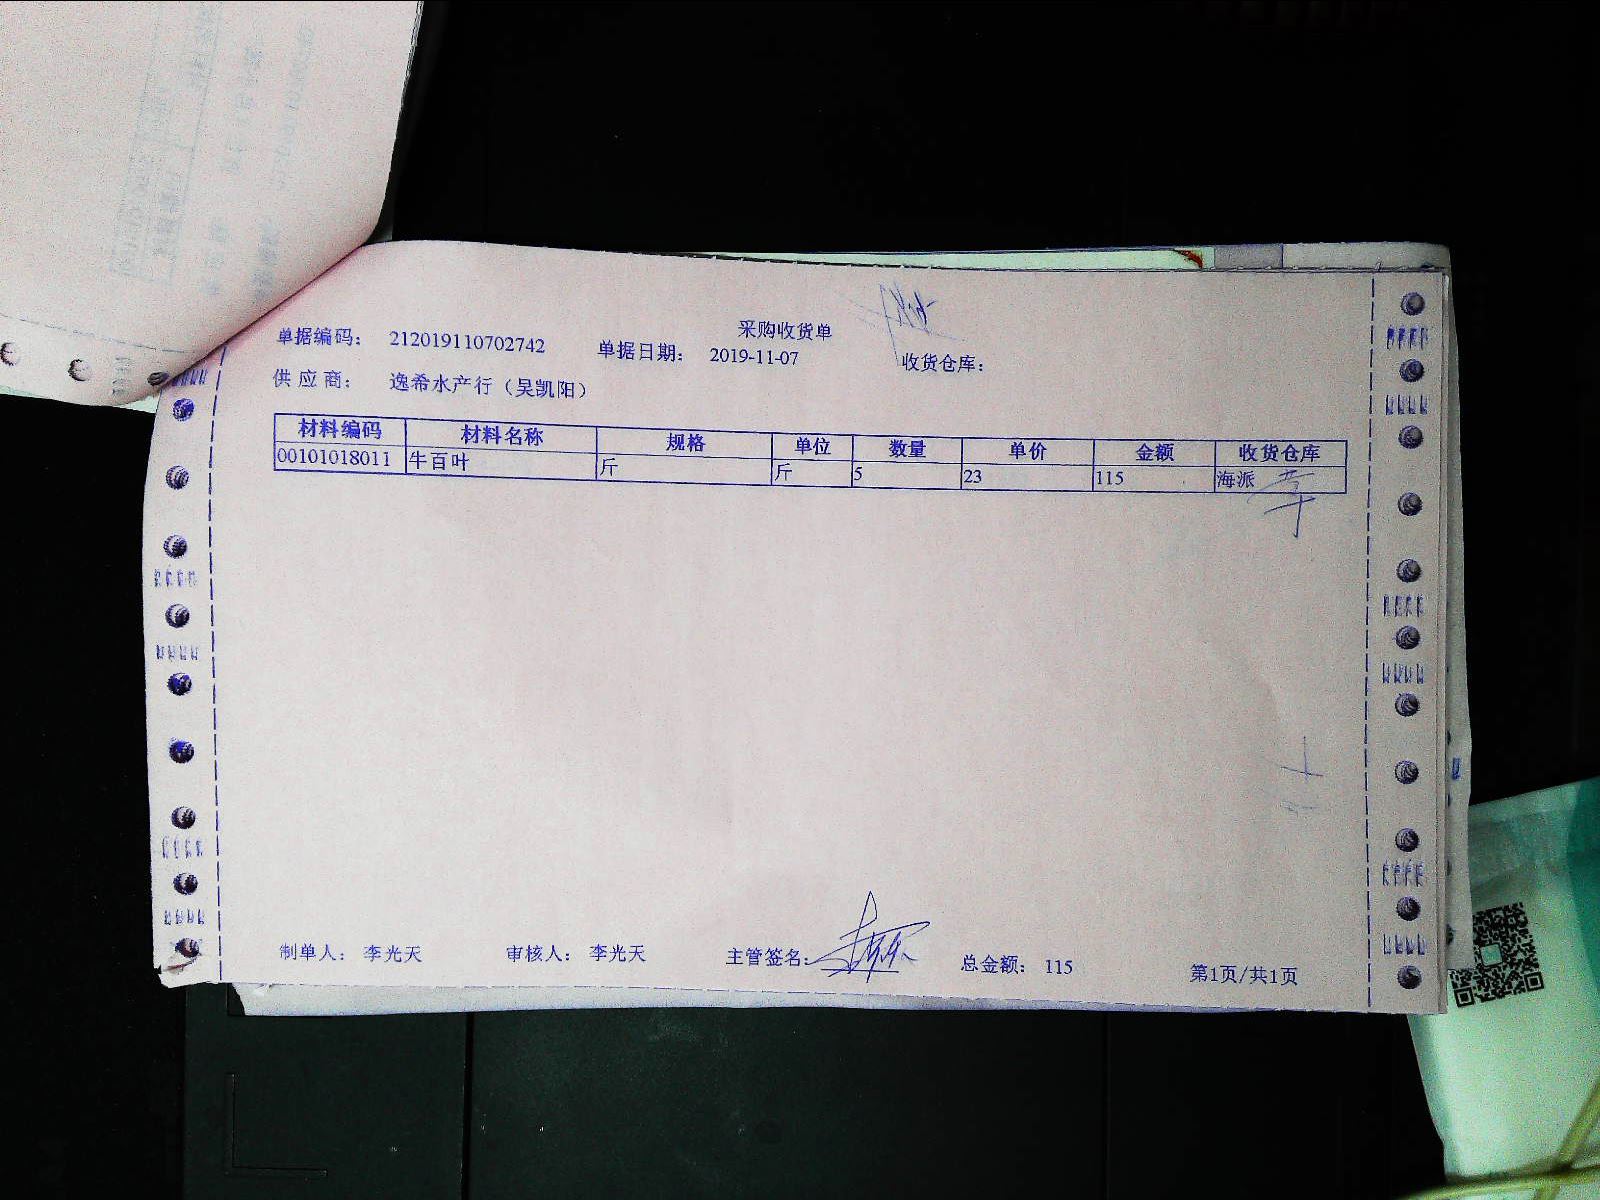 采购收货单
单据编码： 212019110702742 单据日期： 2019-11-07 收货仓库：
供 应 商： 逸希水产行（吴凯阳）
材料编码 材料名称 规格 单位 数量 单价 金额 收货仓库
00101018011 牛百叶 斤 斤 5 23 115 海派
制单人： 李光天 审核人： 李光天 主管签名： 总金额： 115 第1页/共1页